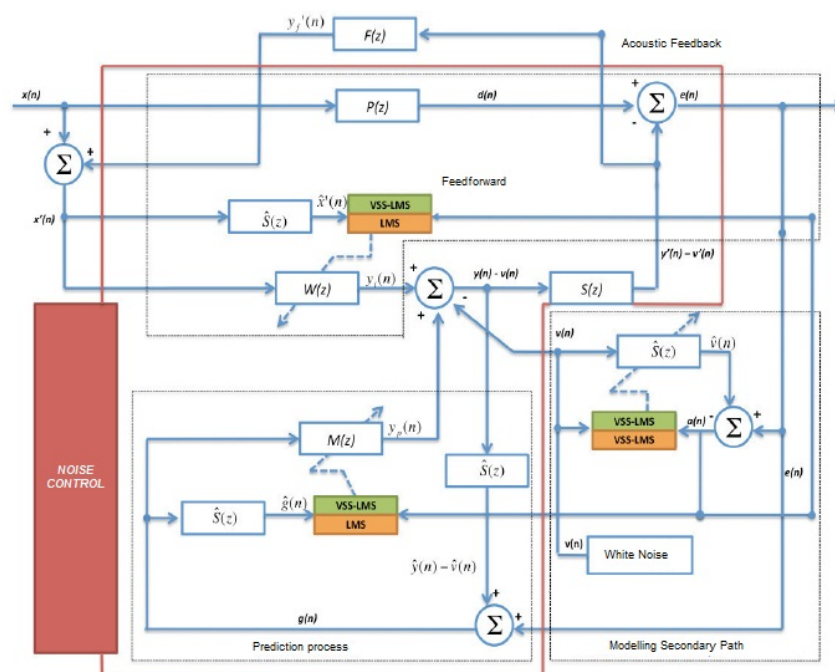 y_f'(n)
F(z)
Acoustic Feedback
x(n)
P(z)
d(n)
+
Σ
e(n)
-
+
+
Σ
Feedforward
x'(n)
Ŝ(z)
x̂'(n)
VSS-LMS
LMS
y'(n) – v'(n)
W(z)
y_i(n)
+
Σ
-
+
y(n) - v(n)
S(z)
v(n)
Ŝ(z)
v̂(n)
VSS-LMS
VSS-LMS
a(n)
-
Σ
+
M(z)
y_p(n)
Ŝ(z)
e(n)
NOISE
CONTROL
Ŝ(z)
ĝ(n)
VSS-LMS
LMS
v(n)
White Noise
ŷ(n) – v̂(n)
+
g(n)
Σ
+
Prediction process
Modelling Secondary Path